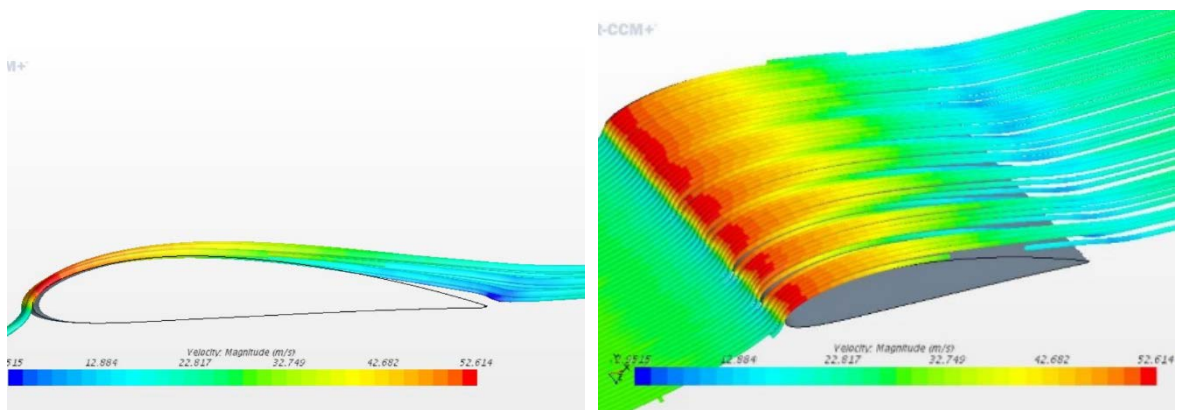 M+
Velocity: Magnitude (m/s)
.9515 12.884 22.817 32.749 42.682 52.614
R-CCM+
Velocity: Magnitude (m/s)
12.884 22.817 32.749 42.682 52.614